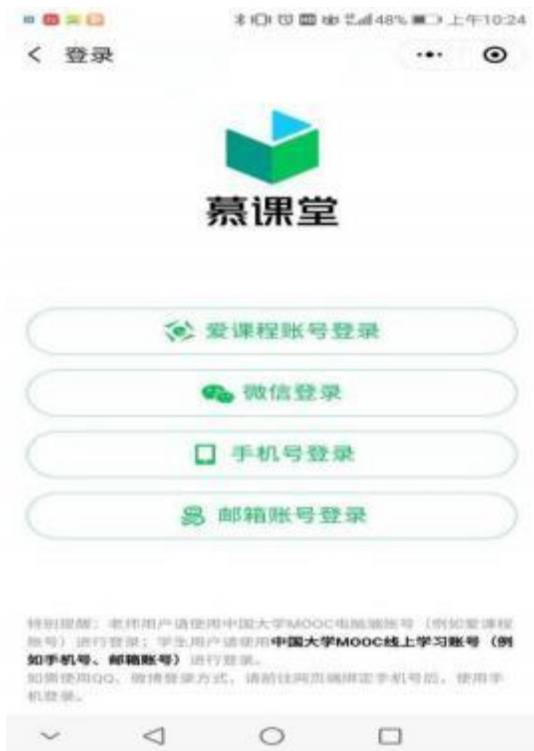 48% 上午10:24
登录
慕课堂
爱课程账号登录
微信登录
手机号登录
邮箱账号登录
特别提醒：老师用户请使用中国大学MOOC电脑端账号（例如爱课程
账号）进行登录；学生用户请使用中国大学MOOC线上学习账号（例
如手机号、邮箱账号）进行登录。
如需使用QQ、微博登录方式，请前往网页端绑定手机号后，使用手
机登录。